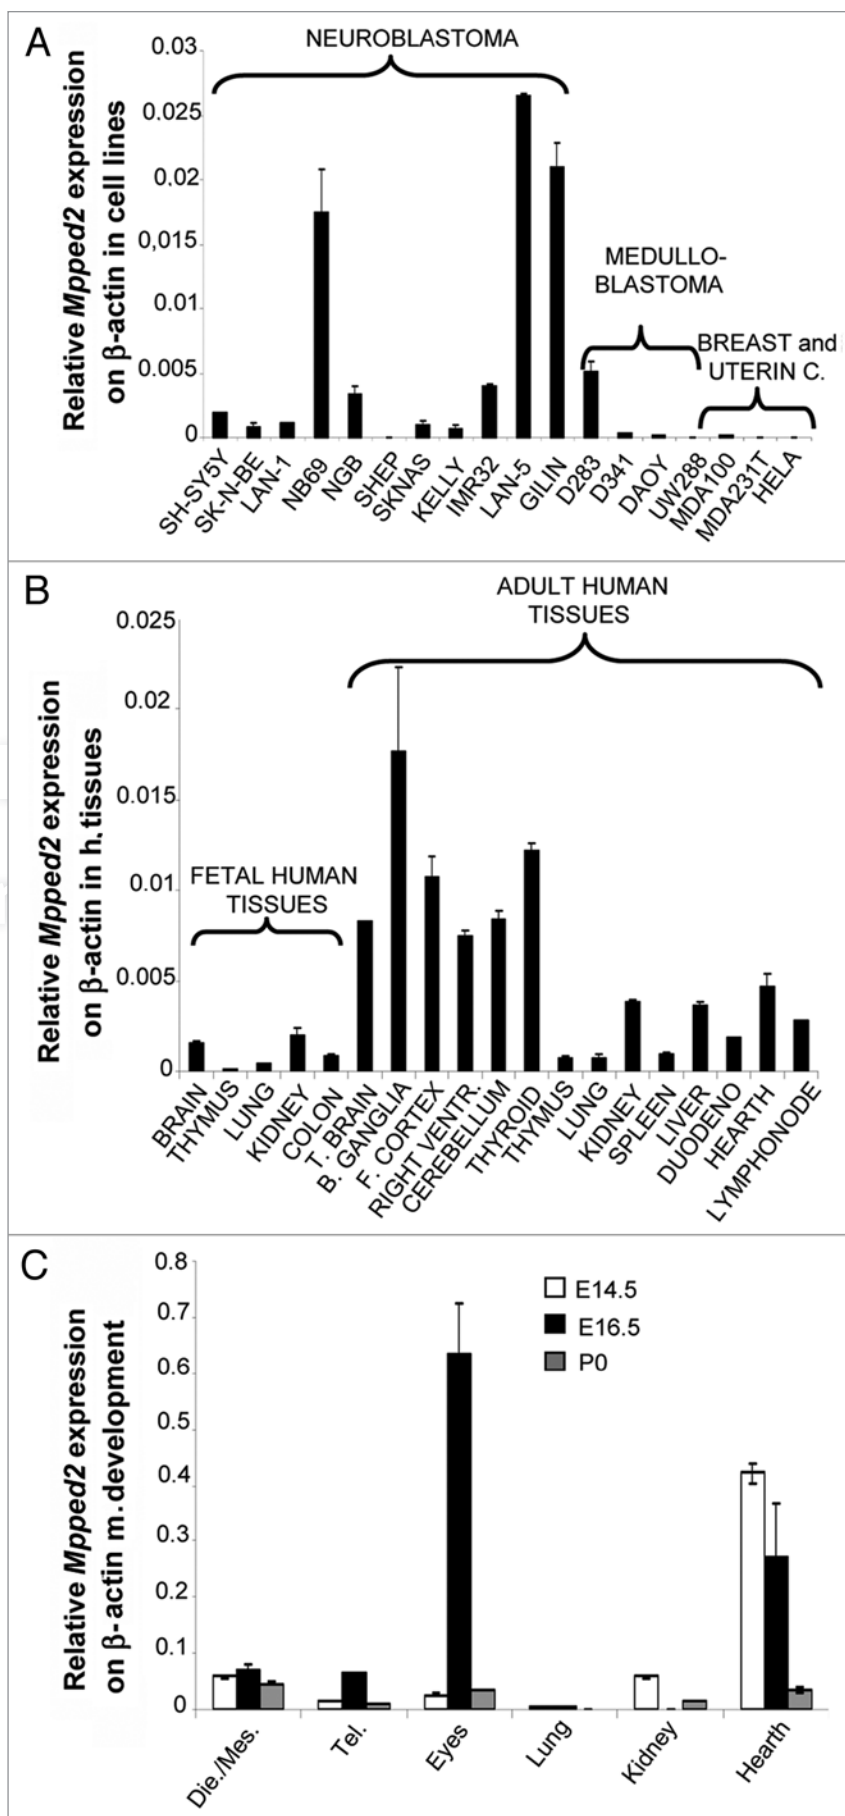 A
NEUROBLASTOMA
Relative Mpped2 expression
on β-actin in cell lines
0.03
0.025
0.02
0,015
0.01
0.005
0
MEDULLO-
BLASTOMA
BREAST and
UTERIN C.
SH-SY5Y
SK-N-BE
LAN-1
NB69
NGB
SHEP
SKNAS
KELLY
IMR32
LAN-5
GILIN
D283
D341
DAOY
UW288
MDA100
MDA231T
HELA
B
ADULT HUMAN
TISSUES
Relative Mpped2 expression
on β-actin in h.tissues
0.025
0.02
0.015
0.01
0.005
0
FETAL HUMAN
TISSUES
BRAIN
THYMUS
LUNG
KIDNEY
COLON
T. BRAIN
B. GANGLIA
F. CORTEX
RIGHT VENTR.
CEREBELLUM
THYROID
THYMUS
LUNG
KIDNEY
SPLEEN
LIVER
DUODENO
HEARTH
LYMPHONODE
C
Relative Mpped2 expression
on β-actin m.development
0.8
0.7
0.6
0.5
0.4
0.3
0.2
0.1
0
E14.5
E16.5
P0
Die./Mes.
Tel.
Eyes
Lung
Kidney
Hearth